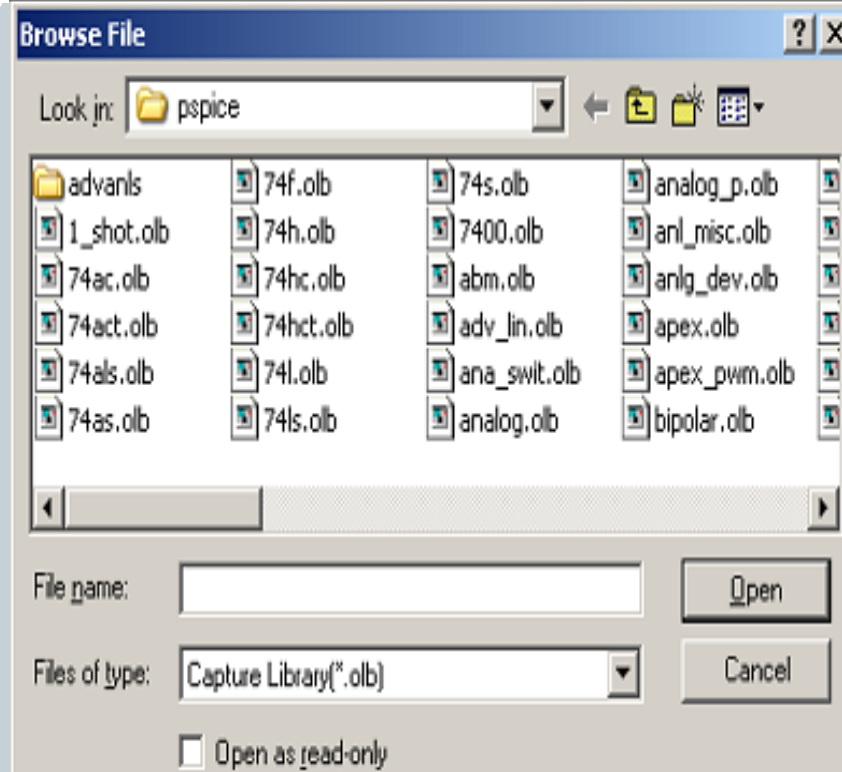 Browse File
Look in: pspice
advanls 74f.olb 74s.olb analog_p.olb
1_shot.olb 74h.olb 7400.olb anl_misc.olb
74ac.olb 74hc.olb abm.olb anlg_dev.olb
74act.olb 74hct.olb adv_lin.olb apex.olb
74als.olb 74l.olb ana_swit.olb apex_pwm.olb
74as.olb 74ls.olb analog.olb bipolar.olb
File name: Open
Files of type: Capture Library(*.olb) Cancel
Open as read-only